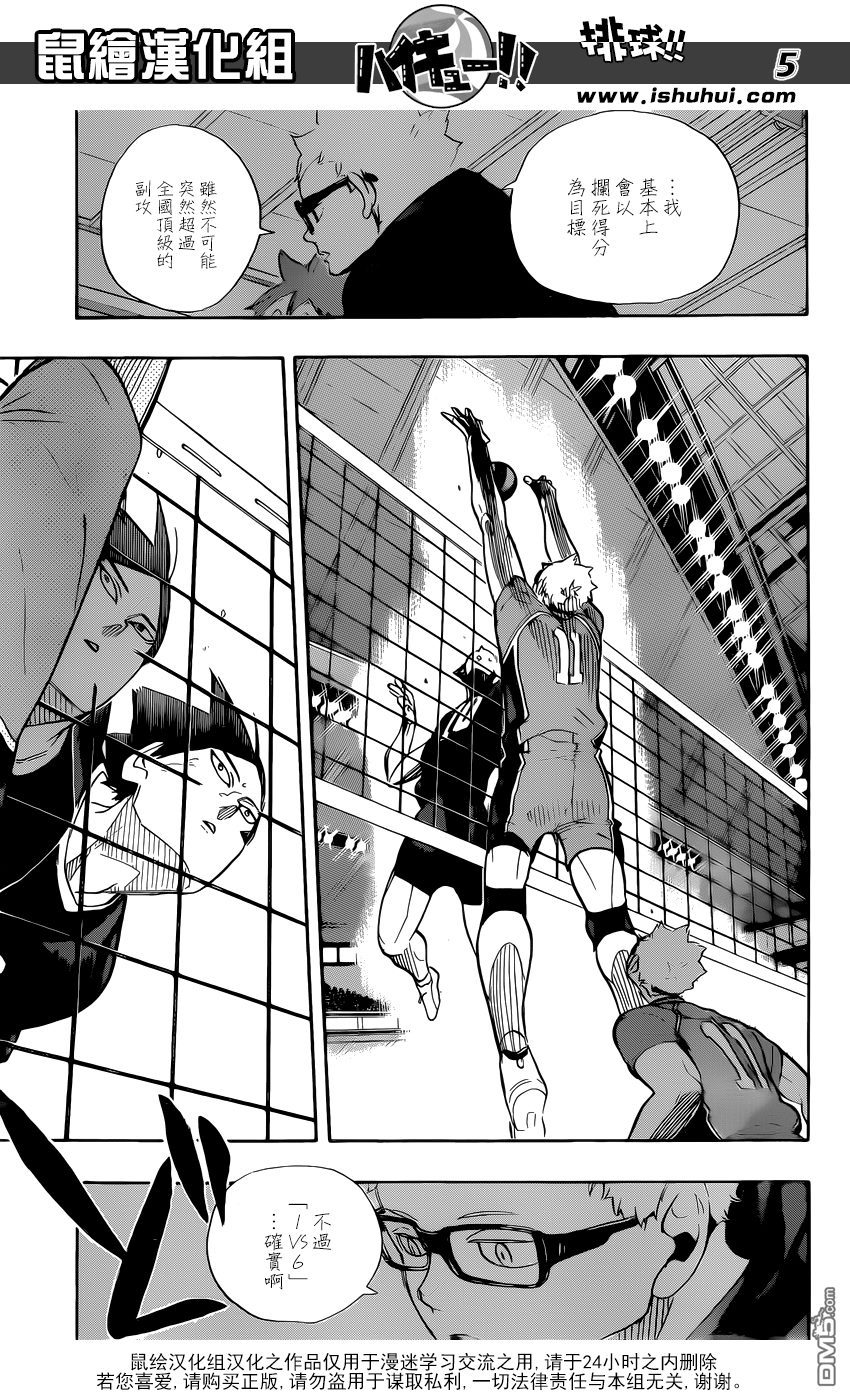 鼠繪漢化組
ハイキュー!!
排球!!
5
www.ishuhui.com
…我
基本上
會以
攔死得分
為目標
雖然不可能
突然超過
全國頂級的
副攻
11
11
ビク
不過
「1VS6」
…確實啊
DM5.com
鼠绘汉化组汉化之作品仅用于漫迷学习交流之用, 请于24小时之内删除
若您喜爱, 请购买正版, 请勿盗用于谋取私利, 一切法律责任与本组无关, 谢谢.